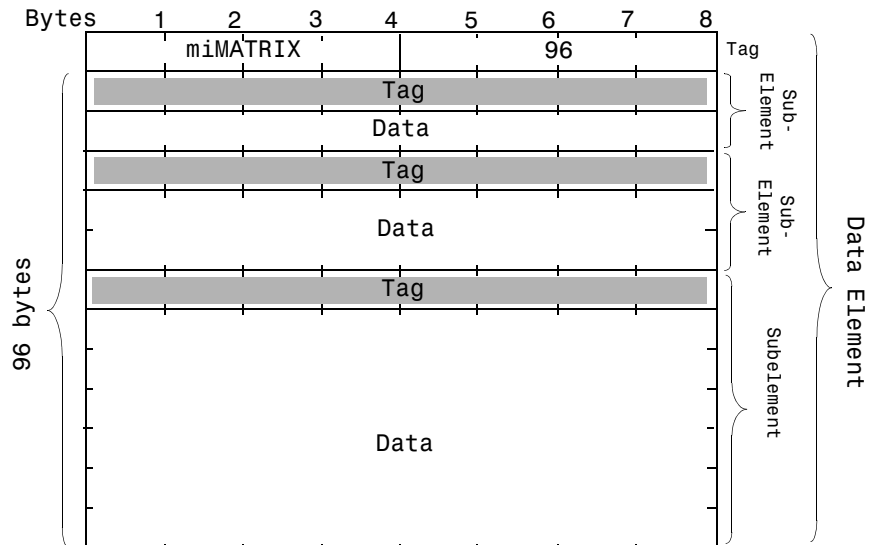 Bytes 1 2 3 4 5 6 7 8
miMATRIX 96 Tag
Tag
Data
Sub-
Element
Tag
Data
Sub-
Element
Tag
Data
Subelement
96 bytes
Data Element